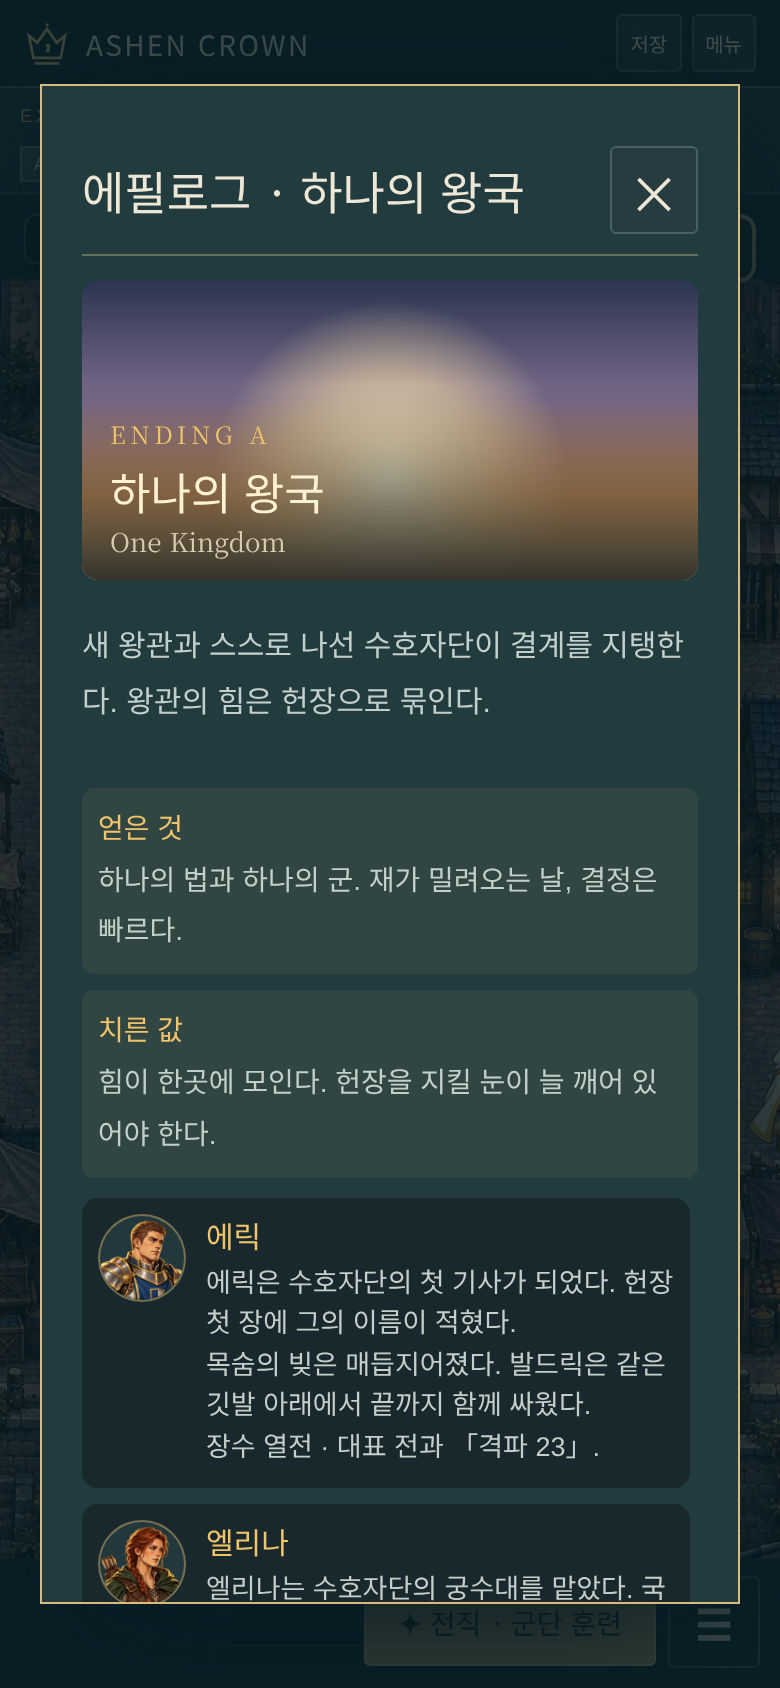 ASHEN CROWN
저장
메뉴
에필로그 · 하나의 왕국
ENDING A
하나의 왕국
One Kingdom
새 왕관과 스스로 나선 수호자단이 결계를 지탱한
다. 왕관의 힘은 헌장으로 묶인다.
얻은 것
하나의 법과 하나의 군. 재가 밀려오는 날, 결정은
빠르다.
치른 값
힘이 한곳에 모인다. 헌장을 지킬 눈이 늘 깨어 있
어야 한다.
에릭
에릭은 수호자단의 첫 기사가 되었다. 헌장
첫 장에 그의 이름이 적혔다.
목숨의 빚은 매듭지어졌다. 발드릭은 같은
깃발 아래에서 끝까지 함께 싸웠다.
장수 열전 · 대표 전과 「격파 23」.
엘리나
엘리나는 수호자단의 궁수대를 맡았다. 국
✦ 전직 · 군단 훈련